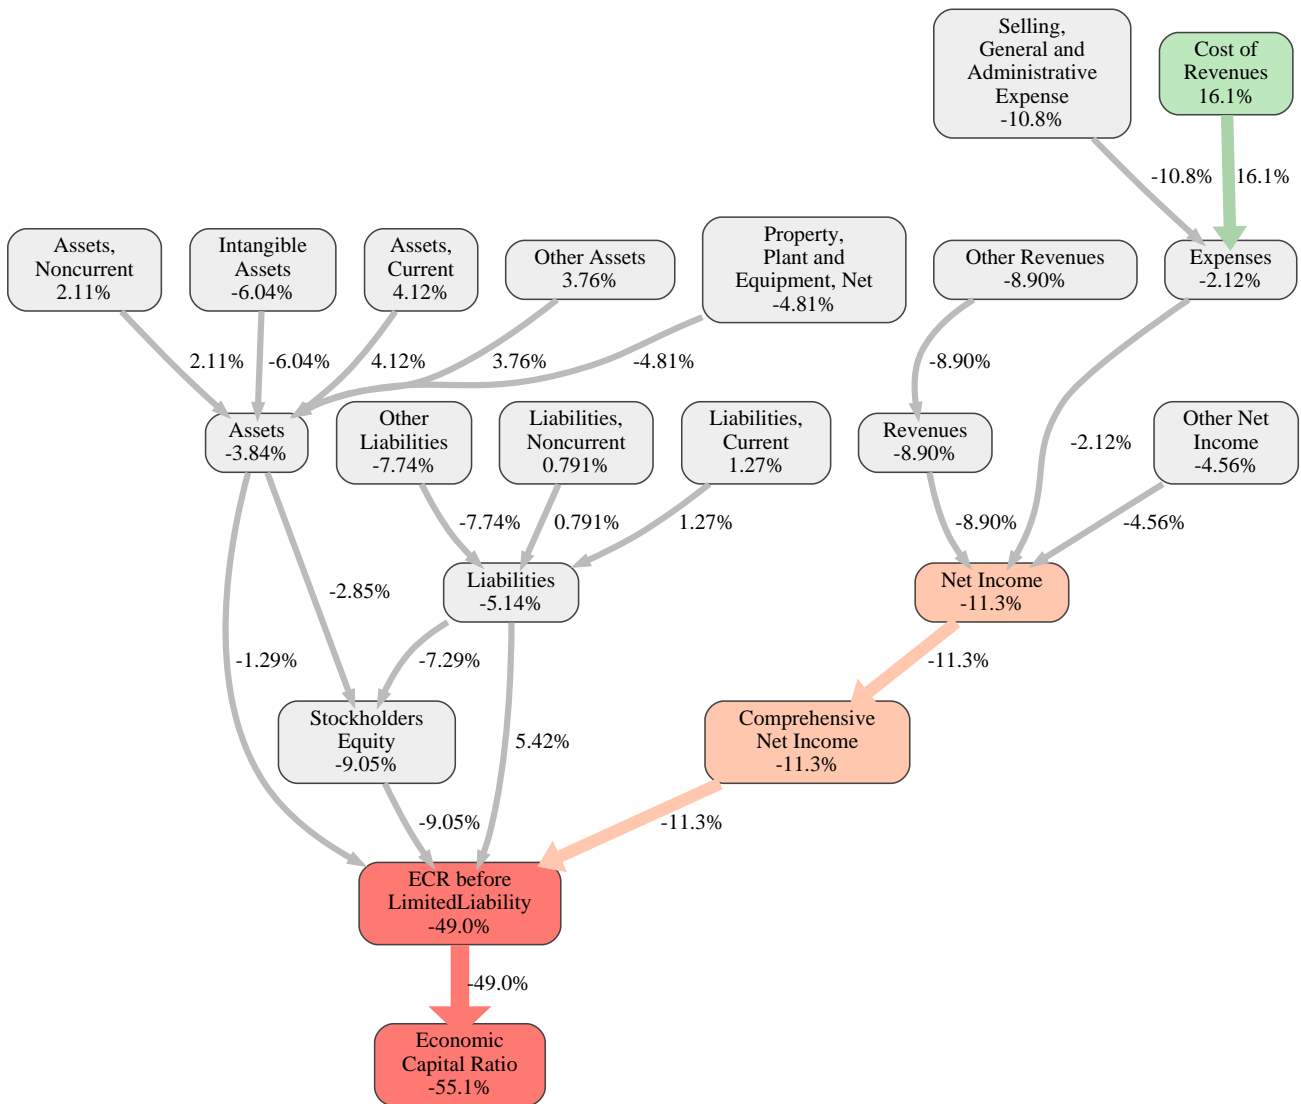 Selling,
General and
Administrative
Expense
-10.8%
Cost of
Revenues
16.1%
-10.8%
16.1%
Assets,
Noncurrent
2.11%
Intangible
Assets
-6.04%
Assets,
Current
4.12%
Other Assets
3.76%
Property,
Plant and
Equipment, Net
-4.81%
Other Revenues
-8.90%
Expenses
-2.12%
2.11%
-6.04%
4.12%
3.76%
-4.81%
-8.90%
-2.12%
Assets
-3.84%
Other
Liabilities
-7.74%
Liabilities,
Noncurrent
0.791%
Liabilities,
Current
1.27%
Revenues
-8.90%
Other Net
Income
-4.56%
-7.74%
0.791%
1.27%
-8.90%
-4.56%
Liabilities
-5.14%
Net Income
-11.3%
-2.85%
-1.29%
-7.29%
-11.3%
Stockholders
Equity
-9.05%
5.42%
Comprehensive
Net Income
-11.3%
-9.05%
-11.3%
ECR before
LimitedLiability
-49.0%
-49.0%
Economic
Capital Ratio
-55.1%